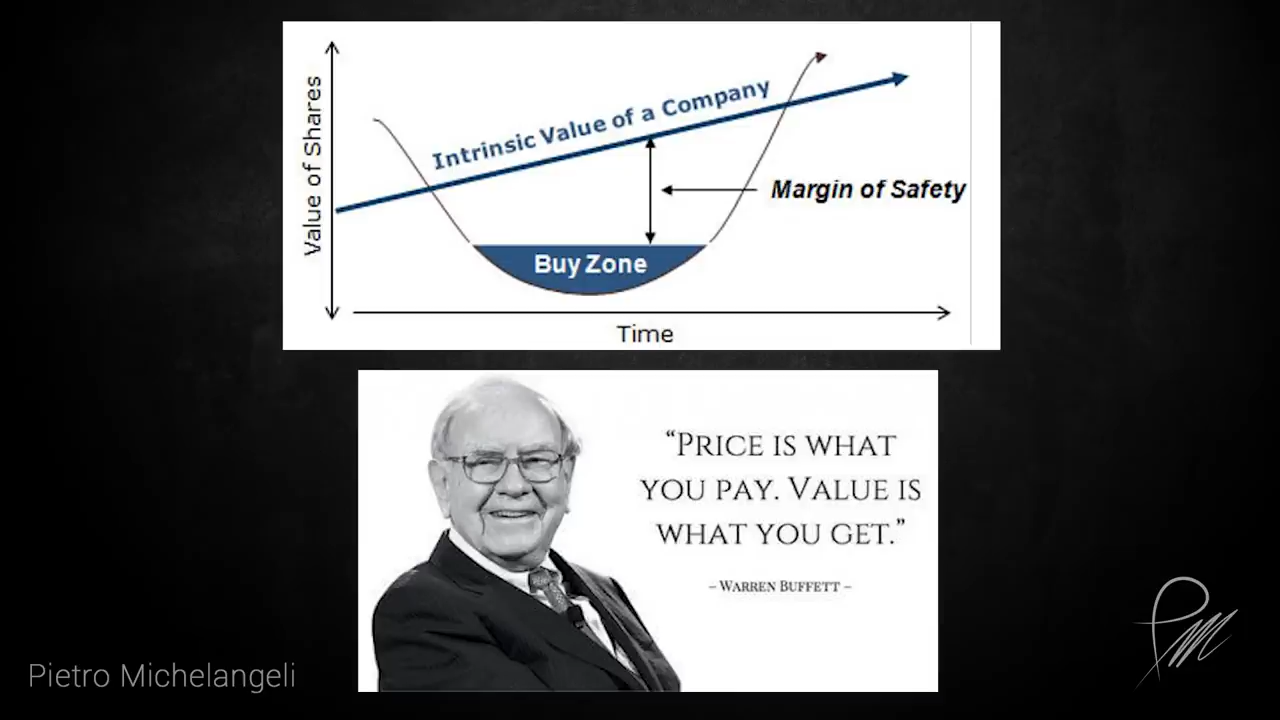 Value of Shares
Intrinsic Value of a Company
Margin of Safety
Buy Zone
Time
“PRICE IS WHAT
YOU PAY. VALUE IS
WHAT YOU GET.”
– WARREN BUFFETT –
Pietro Michelangeli